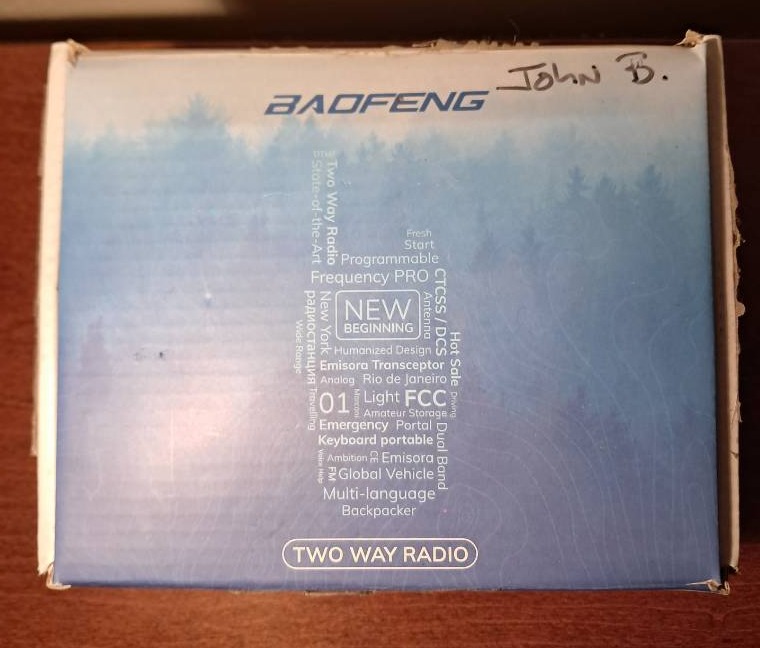 John B.
BAOFENG
Two Way Radio
State-of-the-Art
Fresh
Start
Programmable
Frequency PRO
CTCSS / DCS
Antenna
NEW
BEGINNING
New York
радиостанция
Wide Range
Hot Sale
Humanized Design
Emisora Transceptor
Analog Rio de Janeiro
Travelling
01
Light FCC
Driving
Amateur Storage
Emergency Portal
Keyboard portable
Dual Band
Ambition CE Emisora
FM
Global Vehicle
Multi-language
Backpacker
TWO WAY RADIO